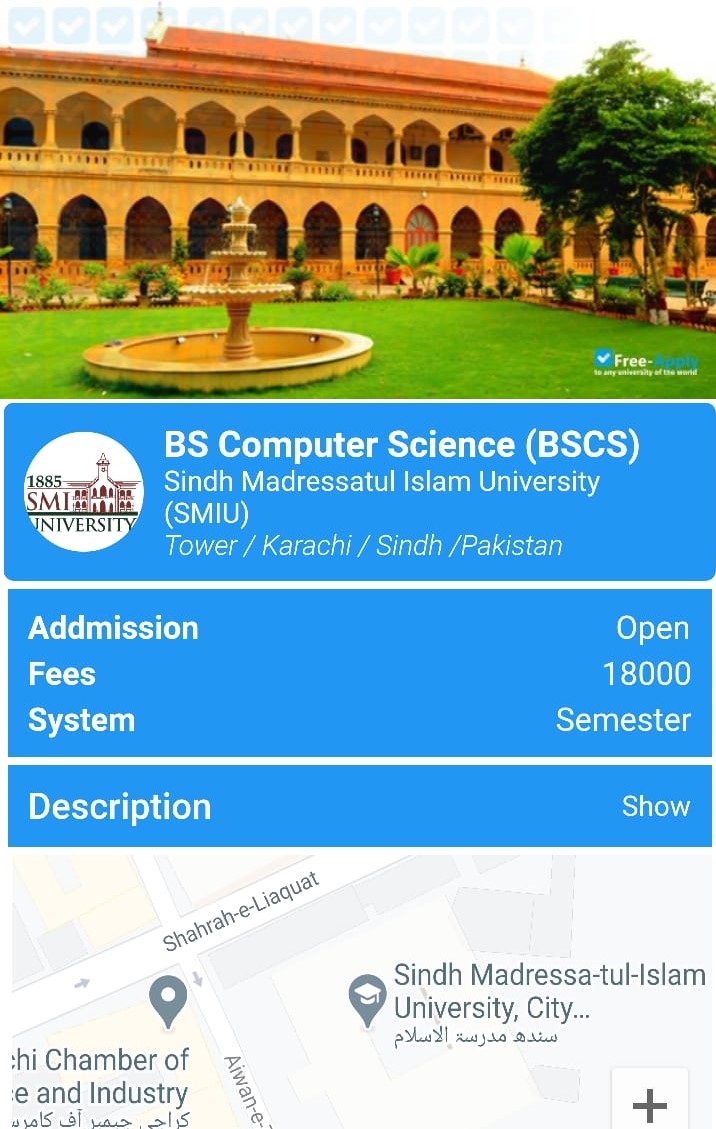 Free-Apply
to any university of the world
1885
SMI
UNIVERSITY
BS Computer Science (BSCS)
Sindh Madressatul Islam University
(SMIU)
Tower / Karachi / Sindh /Pakistan
Addmission Open
Fees 18000
System Semester
Description Show
Shahrah-e-Liaquat
Sindh Madressa-tul-Islam
University, City...
سندھ مدرسۃ الاسلام
hi Chamber of
e and Industry
کراچی چیمبر آف کامرس
Aiwan-e-